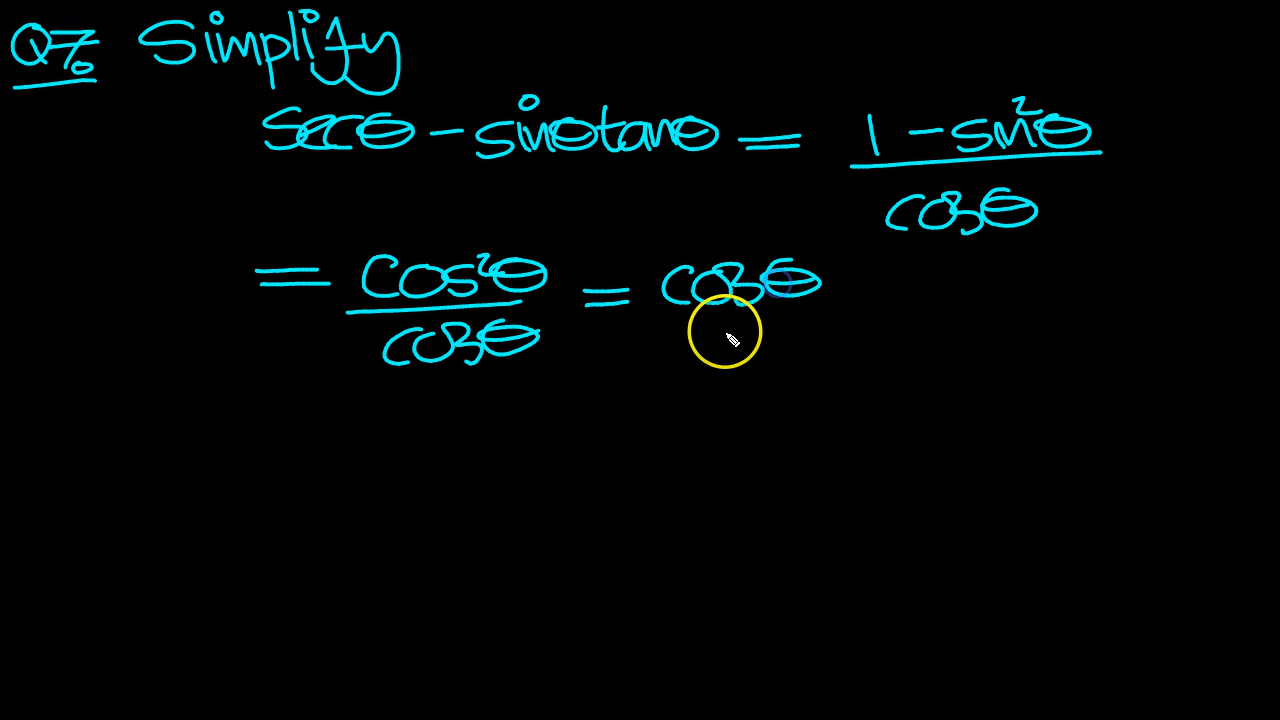 Q7: Simplify
secθ - sinθtanθ = 1 - sin²θ
cosθ
= cos²θ = cosθ
cosθ